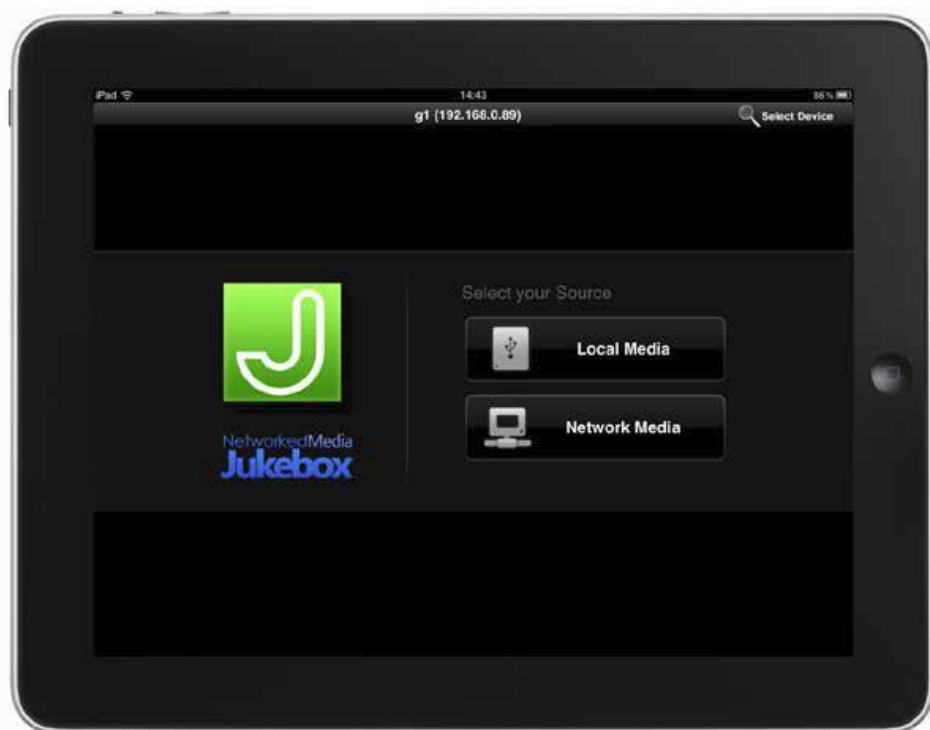 iPad 14:43 86%
g1 (192.168.0.89) Select Device
Select your Source
Local Media
Network Media
J
NetworkedMedia
Jukebox